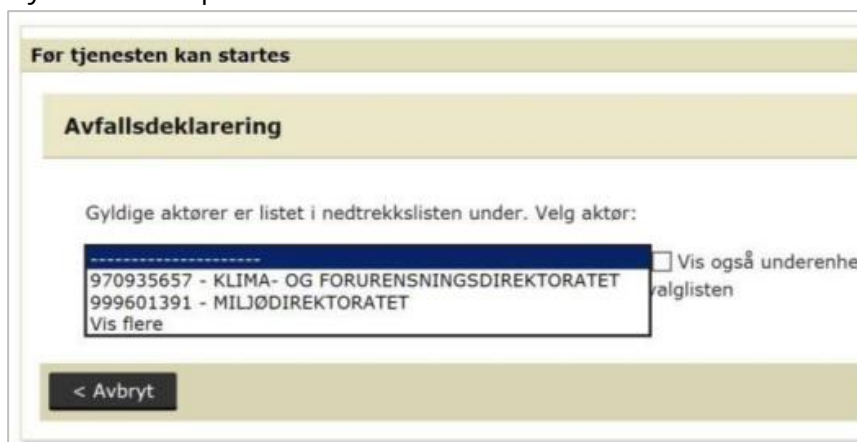 Før tjenesten kan startes
Avfallsdeklarering
Gyldige aktører er listet i nedtrekkslisten under. Velg aktør:
---------------------
Vis også underenhe
970935657 - KLIMA- OG FORURENSNINGSDIREKTORATET
999601391 - MILJØDIREKTORATET
valglisten
Vis flere
< Avbryt